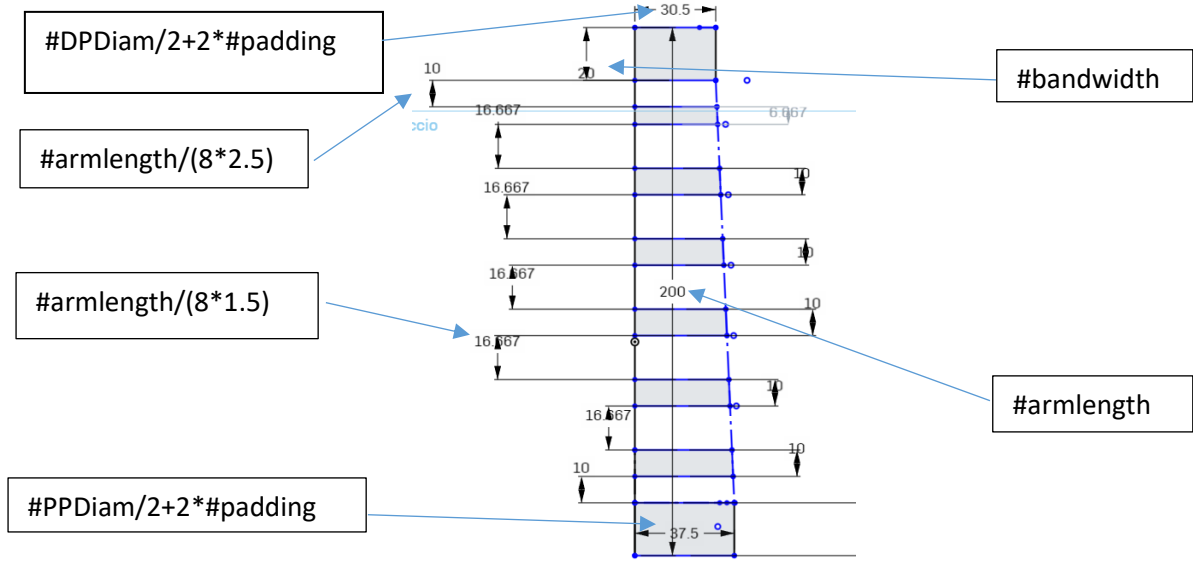 30.5
#DPDiam/2+2*#padding
20
#bandwidth
10
16.667
6.667
ccio
#armlength/(8*2.5)
10
16.667
10
16.667
#armlength/(8*1.5)
200
10
16.667
10
#armlength
16.667
10
10
#PPDiam/2+2*#padding
37.5